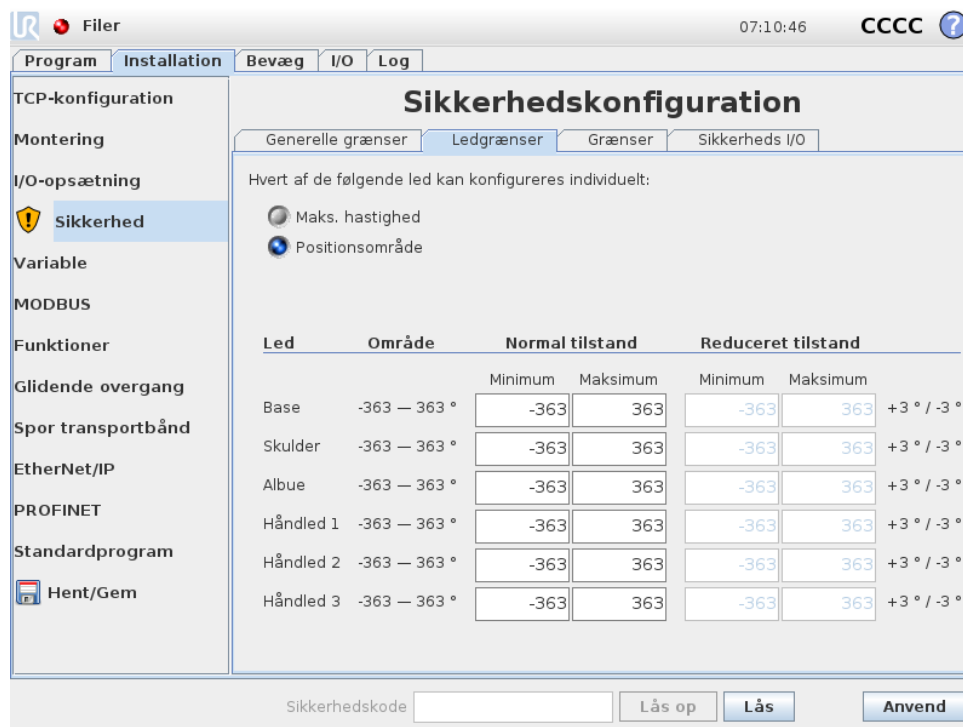 UR Filer 07:10:46 CCCC ?
Program Installation Bevæg I/O Log
TCP-konfiguration
Montering
I/O-opsætning
Sikkerhed
Variable
MODBUS
Funktioner
Glidende overgang
Spor transportbånd
EtherNet/IP
PROFINET
Standardprogram
Hent/Gem
Sikkerhedskonfiguration
Generelle grænser Ledgrænser Grænser Sikkerheds I/O
Hvert af de følgende led kan konfigureres individuelt:
Maks. hastighed
Positionsområde
Led Område Normal tilstand Reduceret tilstand
Minimum Maksimum Minimum Maksimum
Base -363 — 363 ° -363 363 -363 363 +3 ° / -3 °
Skulder -363 — 363 ° -363 363 -363 363 +3 ° / -3 °
Albue -363 — 363 ° -363 363 -363 363 +3 ° / -3 °
Håndled 1 -363 — 363 ° -363 363 -363 363 +3 ° / -3 °
Håndled 2 -363 — 363 ° -363 363 -363 363 +3 ° / -3 °
Håndled 3 -363 — 363 ° -363 363 -363 363 +3 ° / -3 °
Sikkerhedskode Lås op Lås Anvend